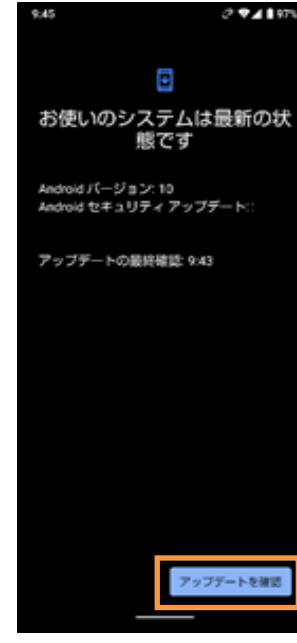 9:45 97%
お使いのシステムは最新の状
態です
Android バージョン: 10
Android セキュリティ アップデート:
アップデートの最終確認: 9:43
アップデートを確認